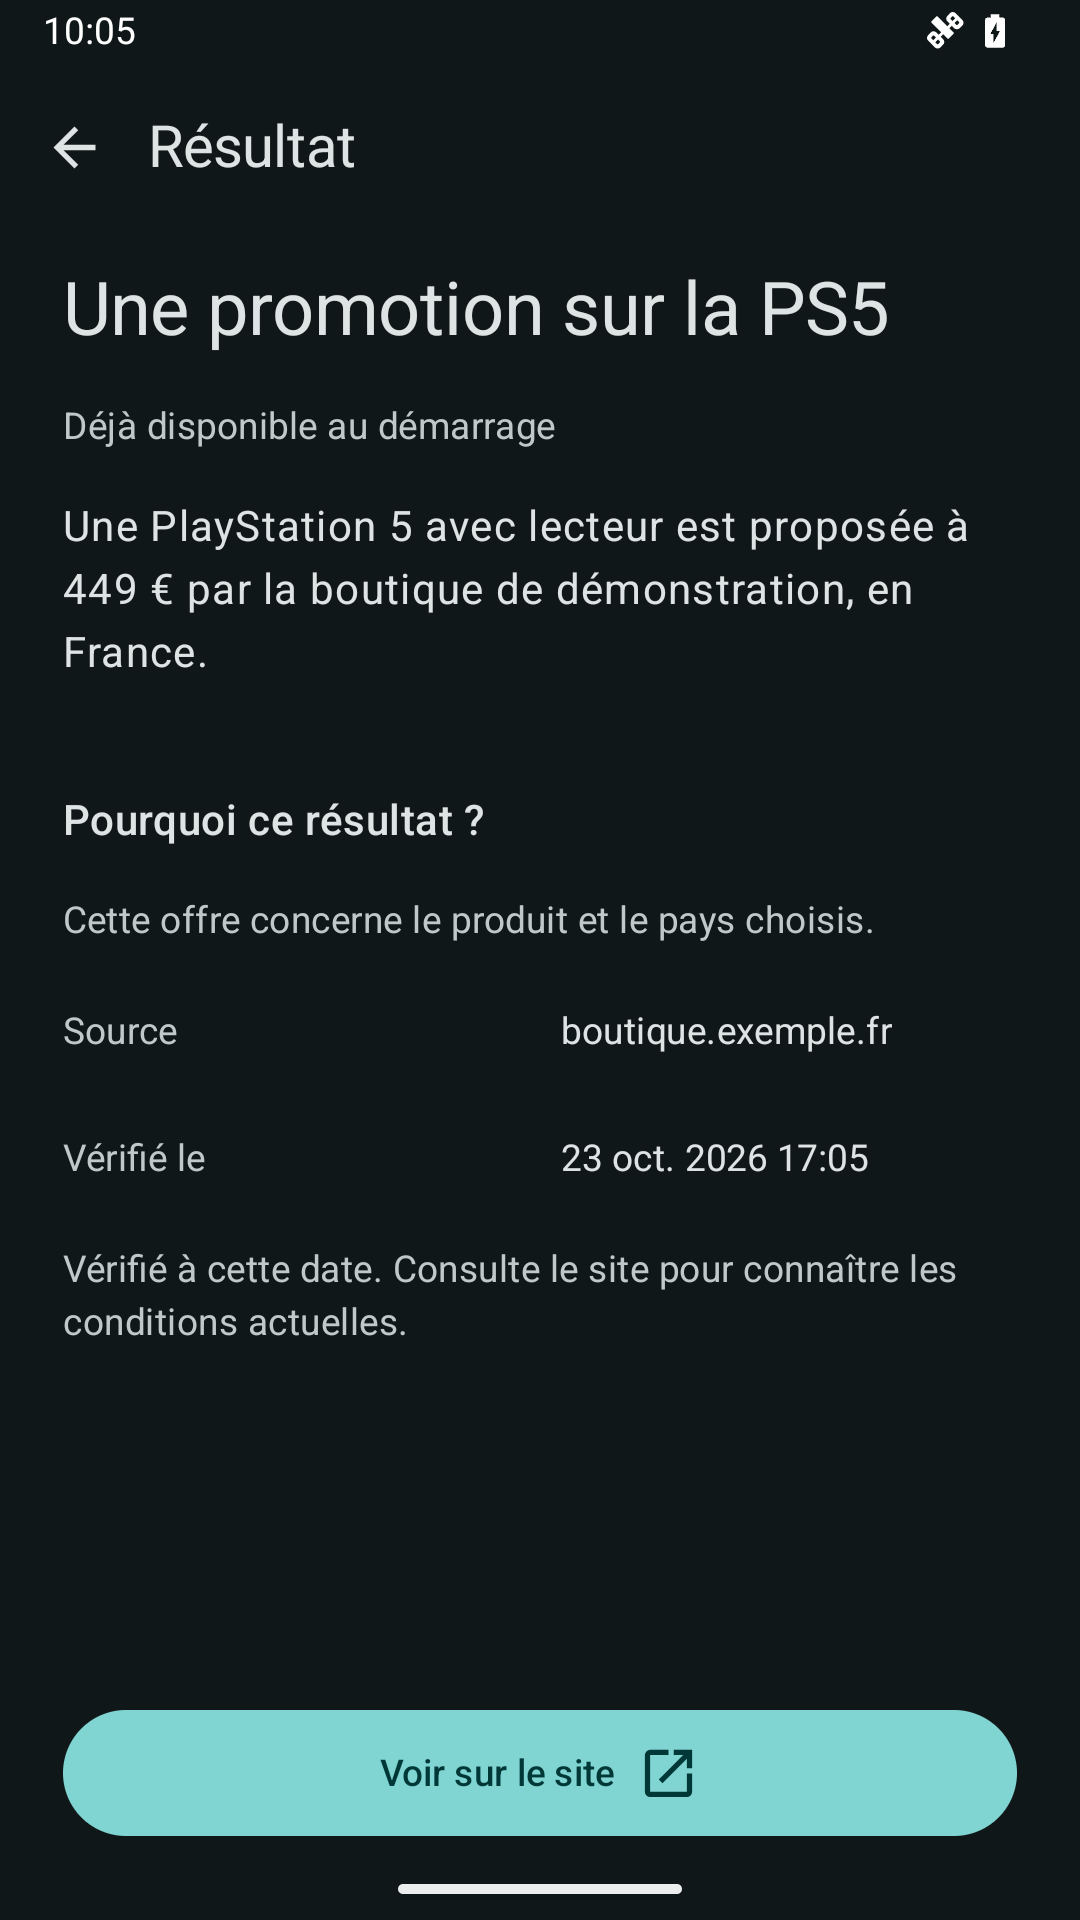 10:05
Résultat
Une promotion sur la PS5
Déjà disponible au démarrage
Une PlayStation 5 avec lecteur est proposée à
449 € par la boutique de démonstration, en
France.
Pourquoi ce résultat ?
Cette offre concerne le produit et le pays choisis.
Source boutique.exemple.fr
Vérifié le 23 oct. 2026 17:05
Vérifié à cette date. Consulte le site pour connaître les
conditions actuelles.
Voir sur le site